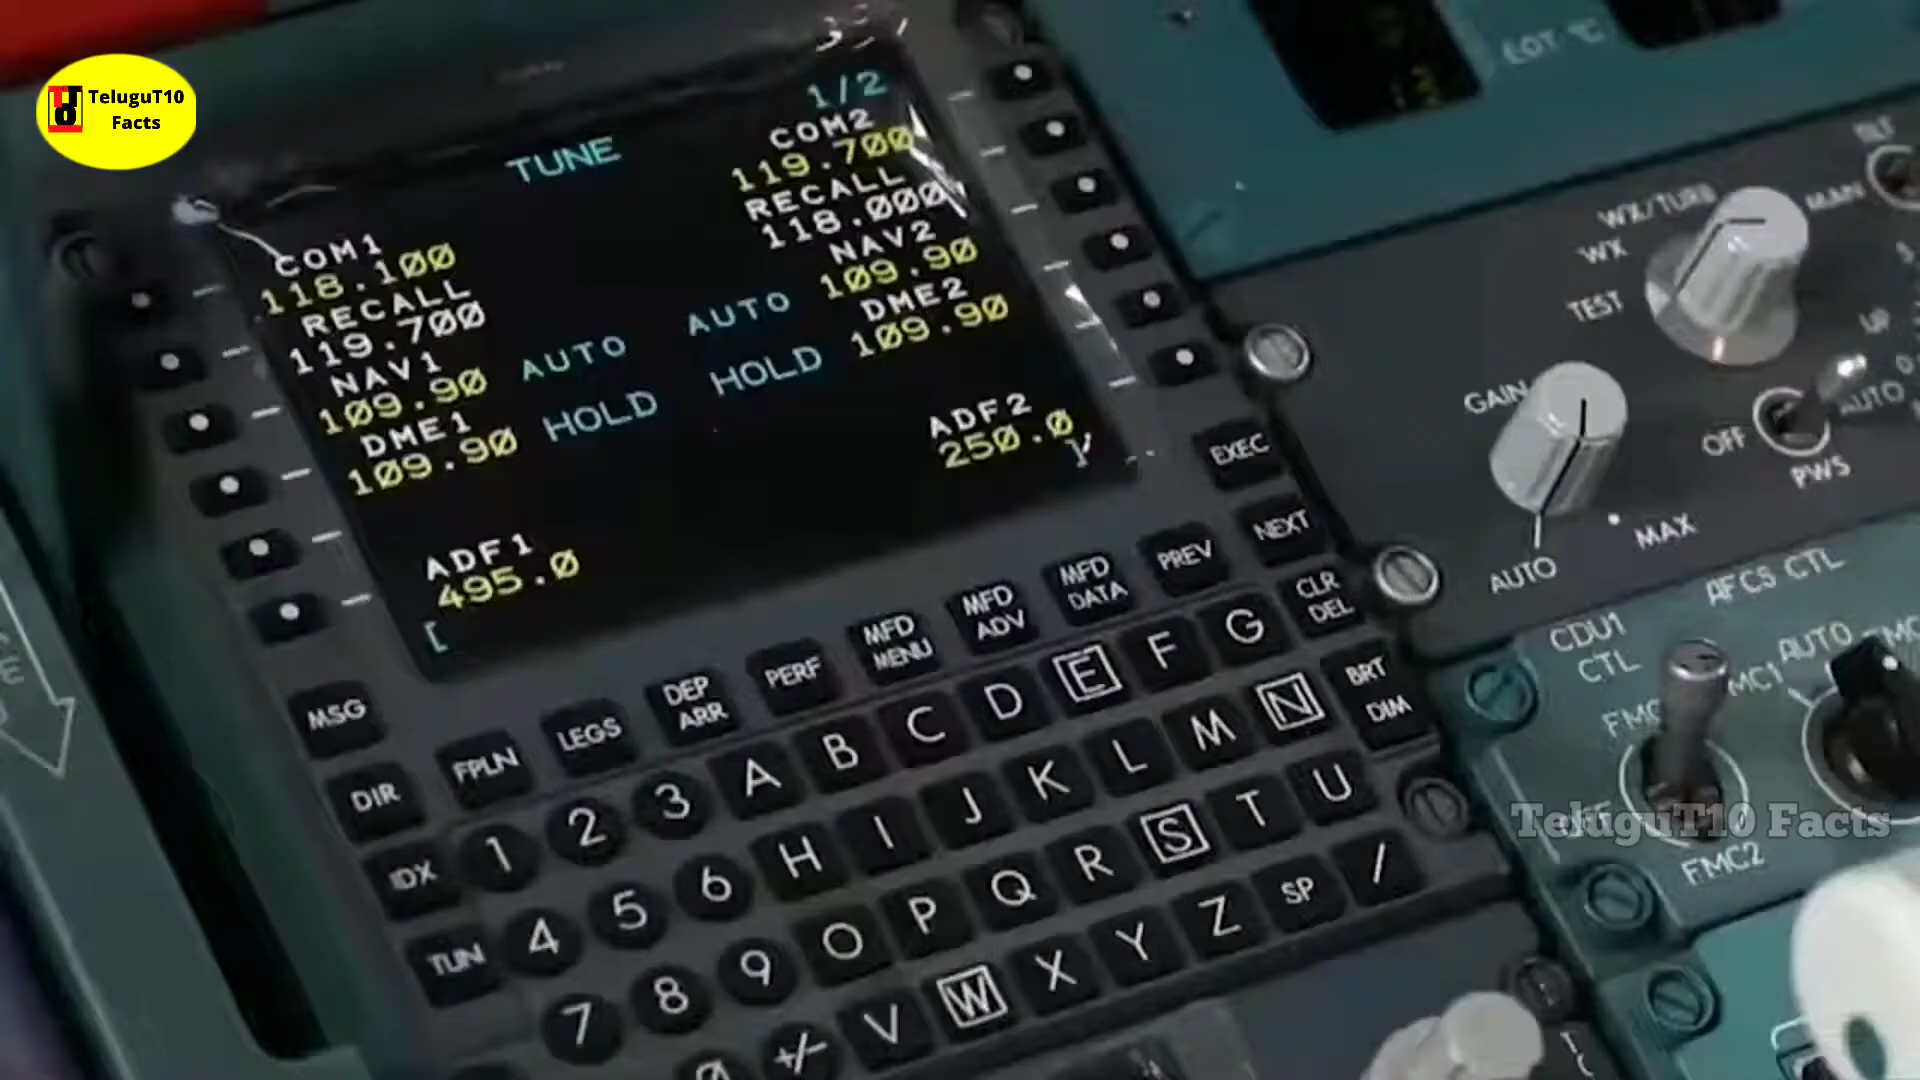 TeluguT10
Facts
TUNE
1/2
COM1
118.100
RECALL
119.700
NAV1
109.90 AUTO
DME1
109.90 HOLD
ADF1
495.0
[
COM2
119.700
RECALL
118.000
NAV2
AUTO 109.90
DME2
HOLD 109.90
ADF2
250.0
]
EXEC
NEXT
PREV
MFD
DATA
MFD
ADV
MFD
MENU
PERF
DEP
ARR
LEGS
FPLN
MSG
DIR
IDX
TUN
CLR
DEL
BRT
DIM
1 2 3 A B C D E F G
4 5 6 H I J K L M N
7 8 9 O P Q R S T U
0 +/- V W X Y Z SP /
WX/TURB
WX
TEST
MAN
GAIN
AUTO
MAX
UP
AUTO
OFF
PWS
AFCS CTL
CDU1
CTL
AUTO
FMC2
TeluguT10 Facts